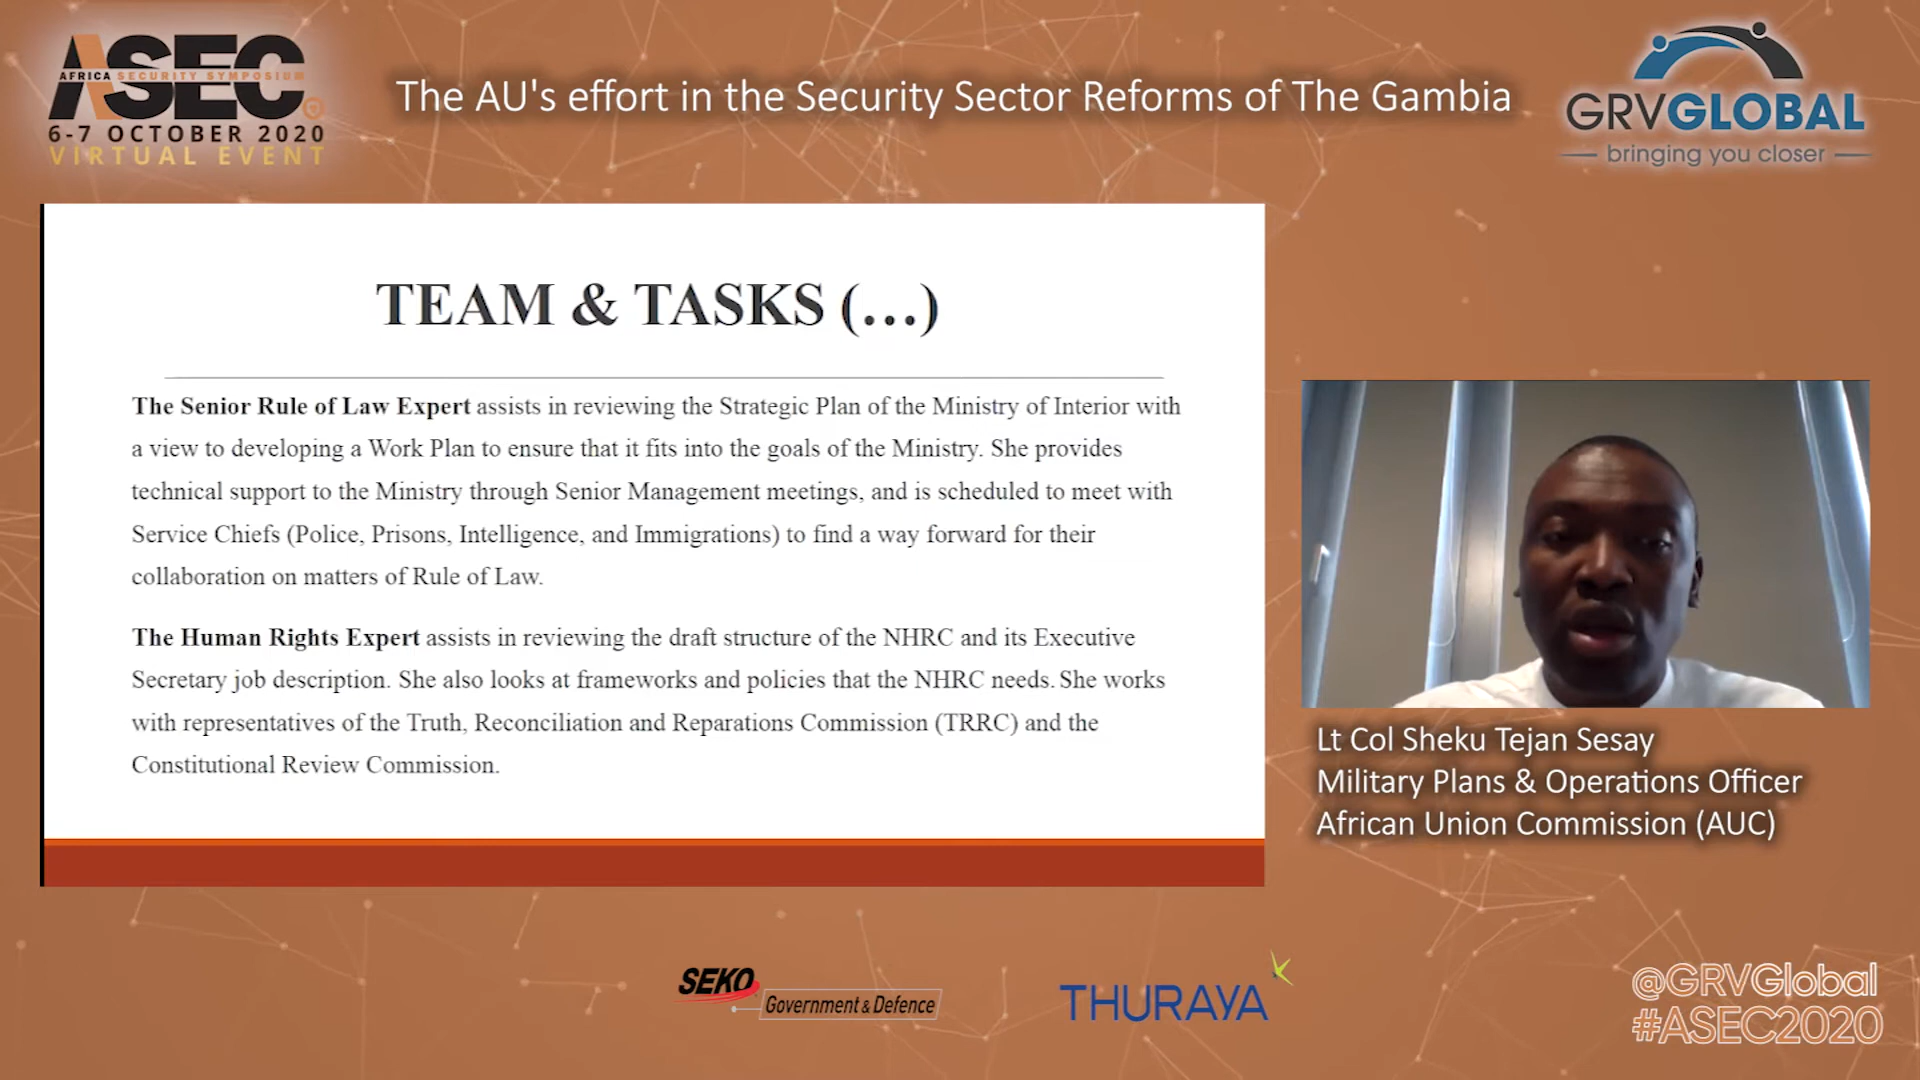 ASEC
AFRICA SECURITY SYMPOSIUM
6-7 OCTOBER 2020
VIRTUAL EVENT
The AU's effort in the Security Sector Reforms of The Gambia
GRVGLOBAL
bringing you closer
TEAM & TASKS (…)
The Senior Rule of Law Expert assists in reviewing the Strategic Plan of the Ministry of Interior with
a view to developing a Work Plan to ensure that it fits into the goals of the Ministry. She provides
technical support to the Ministry through Senior Management meetings, and is scheduled to meet with
Service Chiefs (Police, Prisons, Intelligence, and Immigrations) to find a way forward for their
collaboration on matters of Rule of Law.
The Human Rights Expert assists in reviewing the draft structure of the NHRC and its Executive
Secretary job description. She also looks at frameworks and policies that the NHRC needs. She works
with representatives of the Truth, Reconciliation and Reparations Commission (TRRC) and the
Constitutional Review Commission.
Lt Col Sheku Tejan Sesay
Military Plans & Operations Officer
African Union Commission (AUC)
SEKO
Government & Defence
THURAYA
@GRVGlobal
#ASEC2020